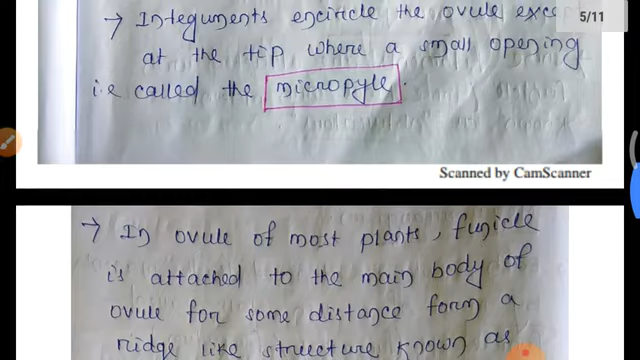 → Integuments encircle the ovule exce
5/11
at the tip where a small opening
i.e called the micropyle.
Scanned by CamScanner
→ In ovule of most plants, funicle
is attached to the main body of
ovule for some distance form a
ridge like structure known as